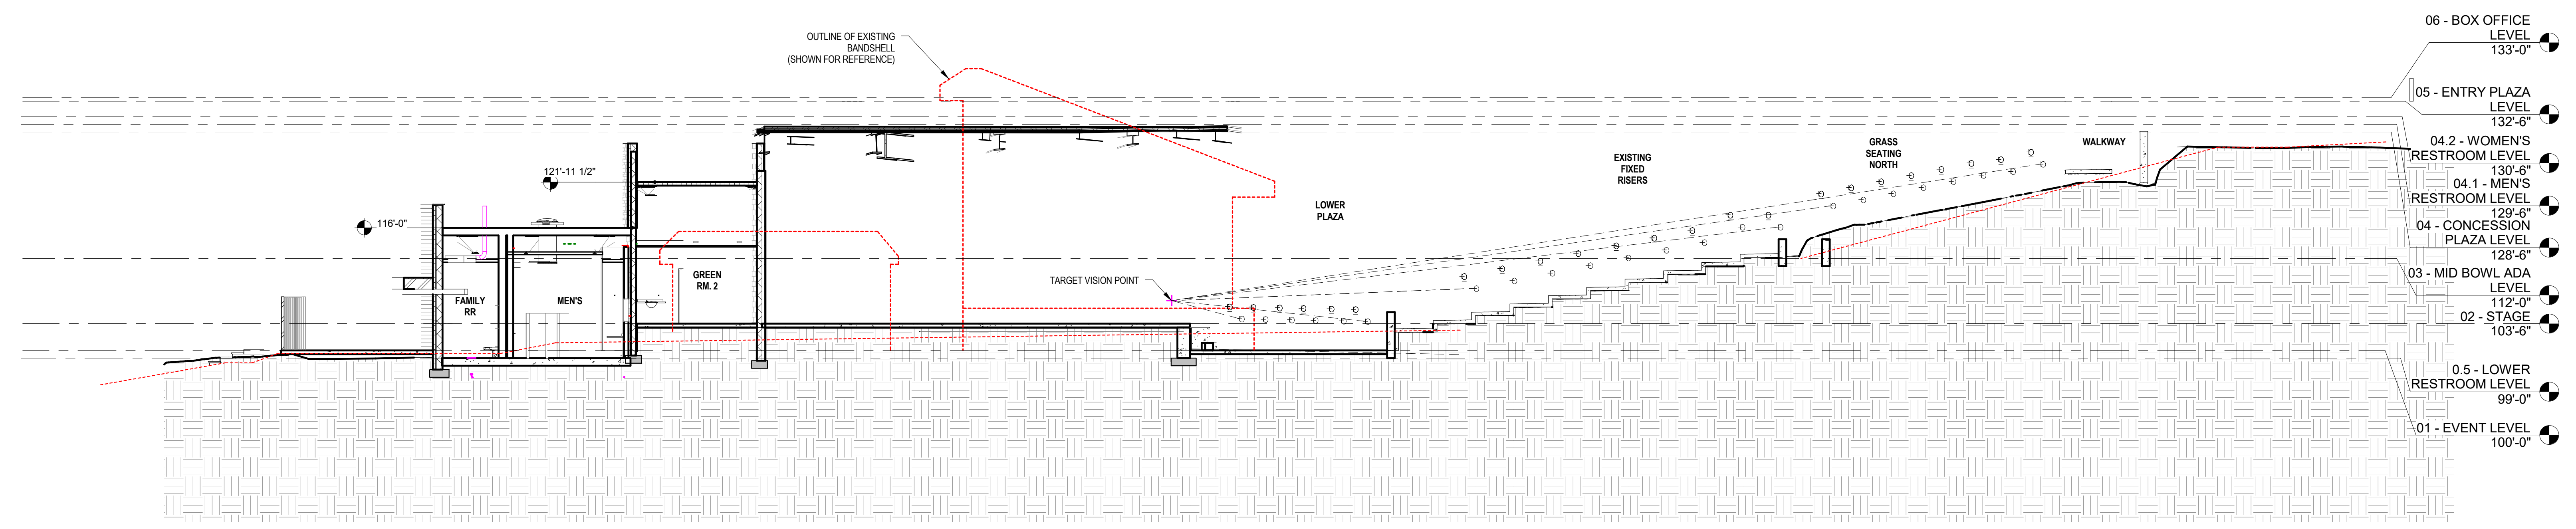 OUTLINE OF EXISTING
BANDSHELL
(SHOWN FOR REFERENCE)
121'-11 1/2"
116'-0"
FAMILY
RR
MEN'S
GREEN
RM. 2
TARGET VISION POINT
LOWER
PLAZA
EXISTING
FIXED
RISERS
GRASS
SEATING
NORTH
WALKWAY
06 - BOX OFFICE
LEVEL
133'-0"
05 - ENTRY PLAZA
LEVEL
132'-6"
04.2 - WOMEN'S
RESTROOM LEVEL
130'-6"
04.1 - MEN'S
RESTROOM LEVEL
129'-6"
04 - CONCESSION
PLAZA LEVEL
128'-6"
03 - MID BOWL ADA
LEVEL
112'-0"
02 - STAGE
103'-6"
0.5 - LOWER
RESTROOM LEVEL
99'-0"
01 - EVENT LEVEL
100'-0"